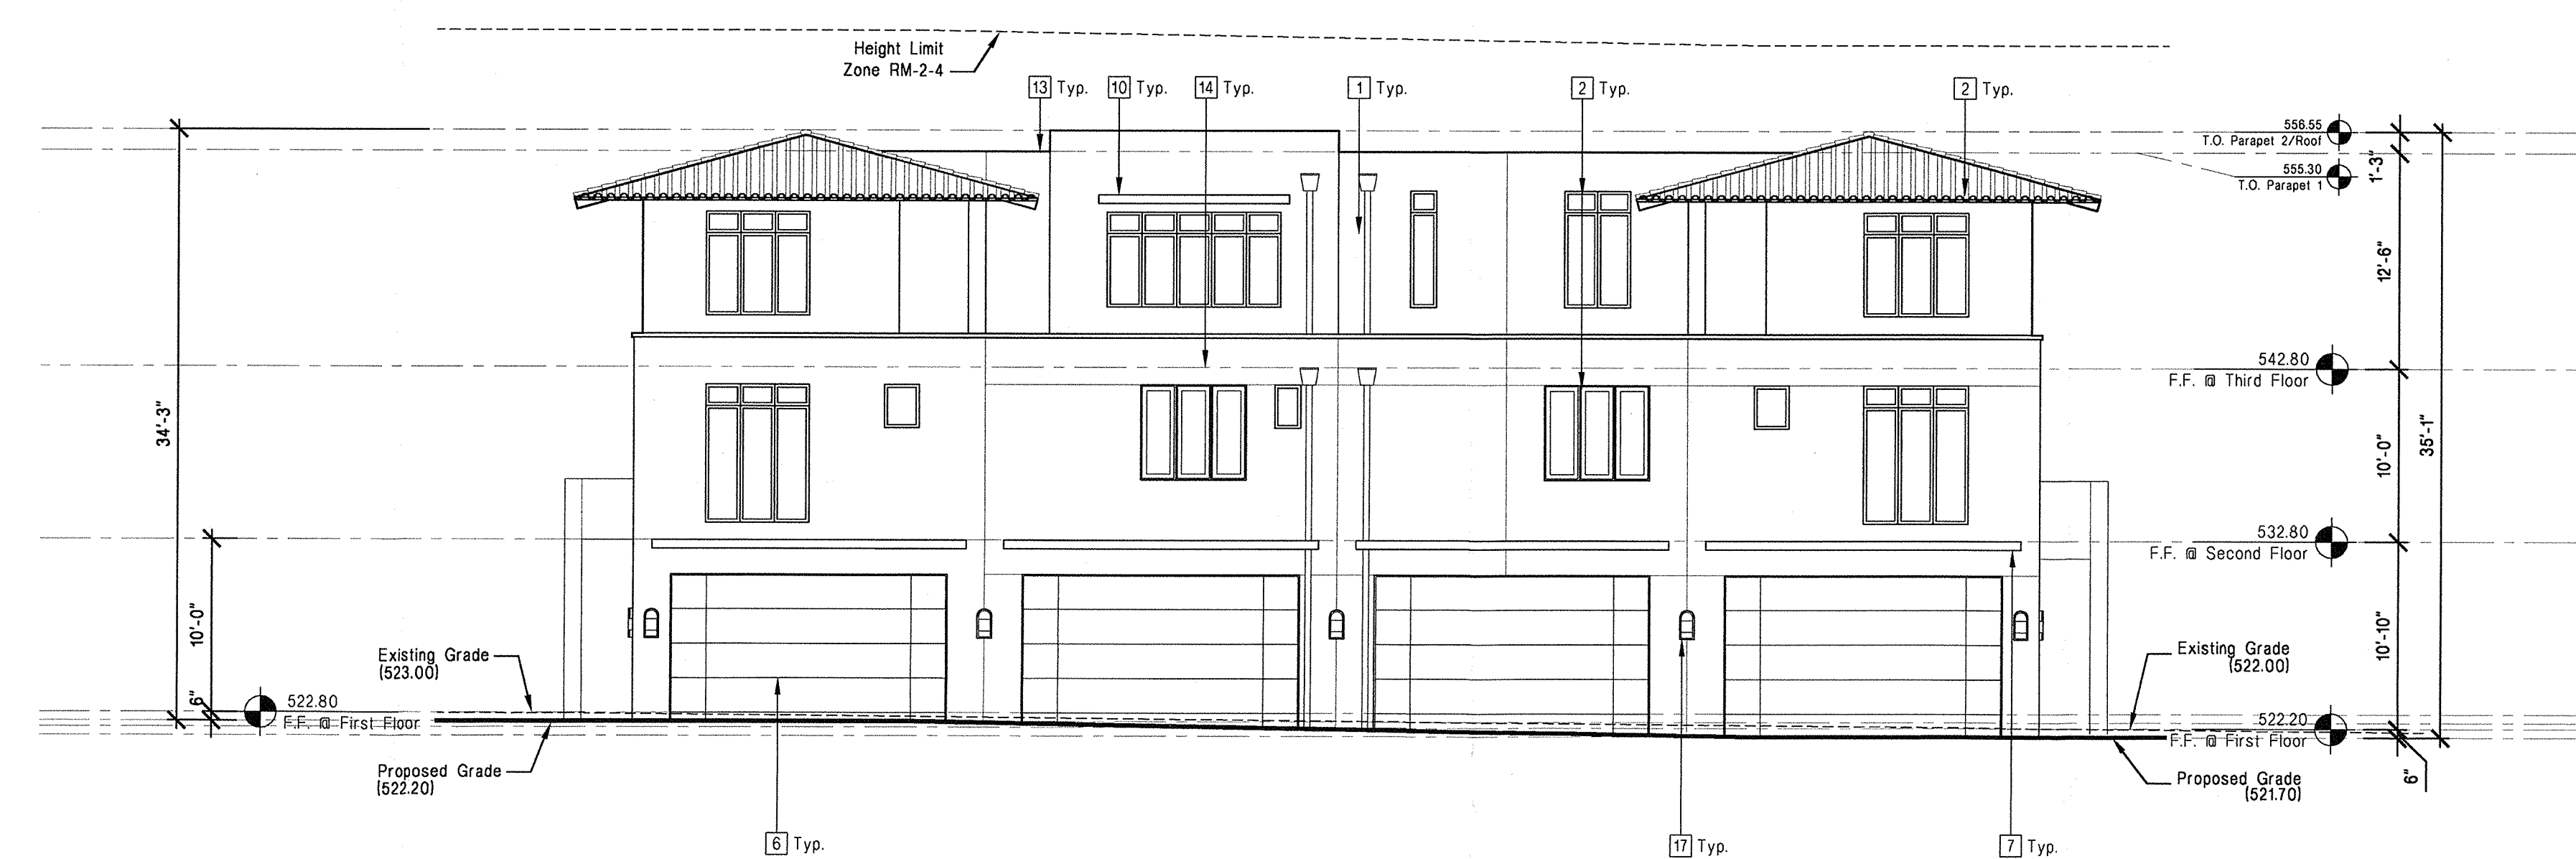 Height Limit
Zone RM-2-4
13 Typ.
10 Typ.
14 Typ.
1 Typ.
2 Typ.
2 Typ.
556.55
T.O. Parapet 2/Roof
555.30
T.O. Parapet 1
1'-3"
12'-6"
542.80
F.F. @ Third Floor
34'-3"
10'-0"
35'-1"
532.80
F.F. @ Second Floor
10'-0"
10'-10"
Existing Grade
(523.00)
Existing Grade
(522.00)
6"
522.80
F.F. @ First Floor
522.20
F.F. @ First Floor
Proposed Grade
(522.20)
Proposed Grade
(521.70)
6"
6 Typ.
17 Typ.
7 Typ.